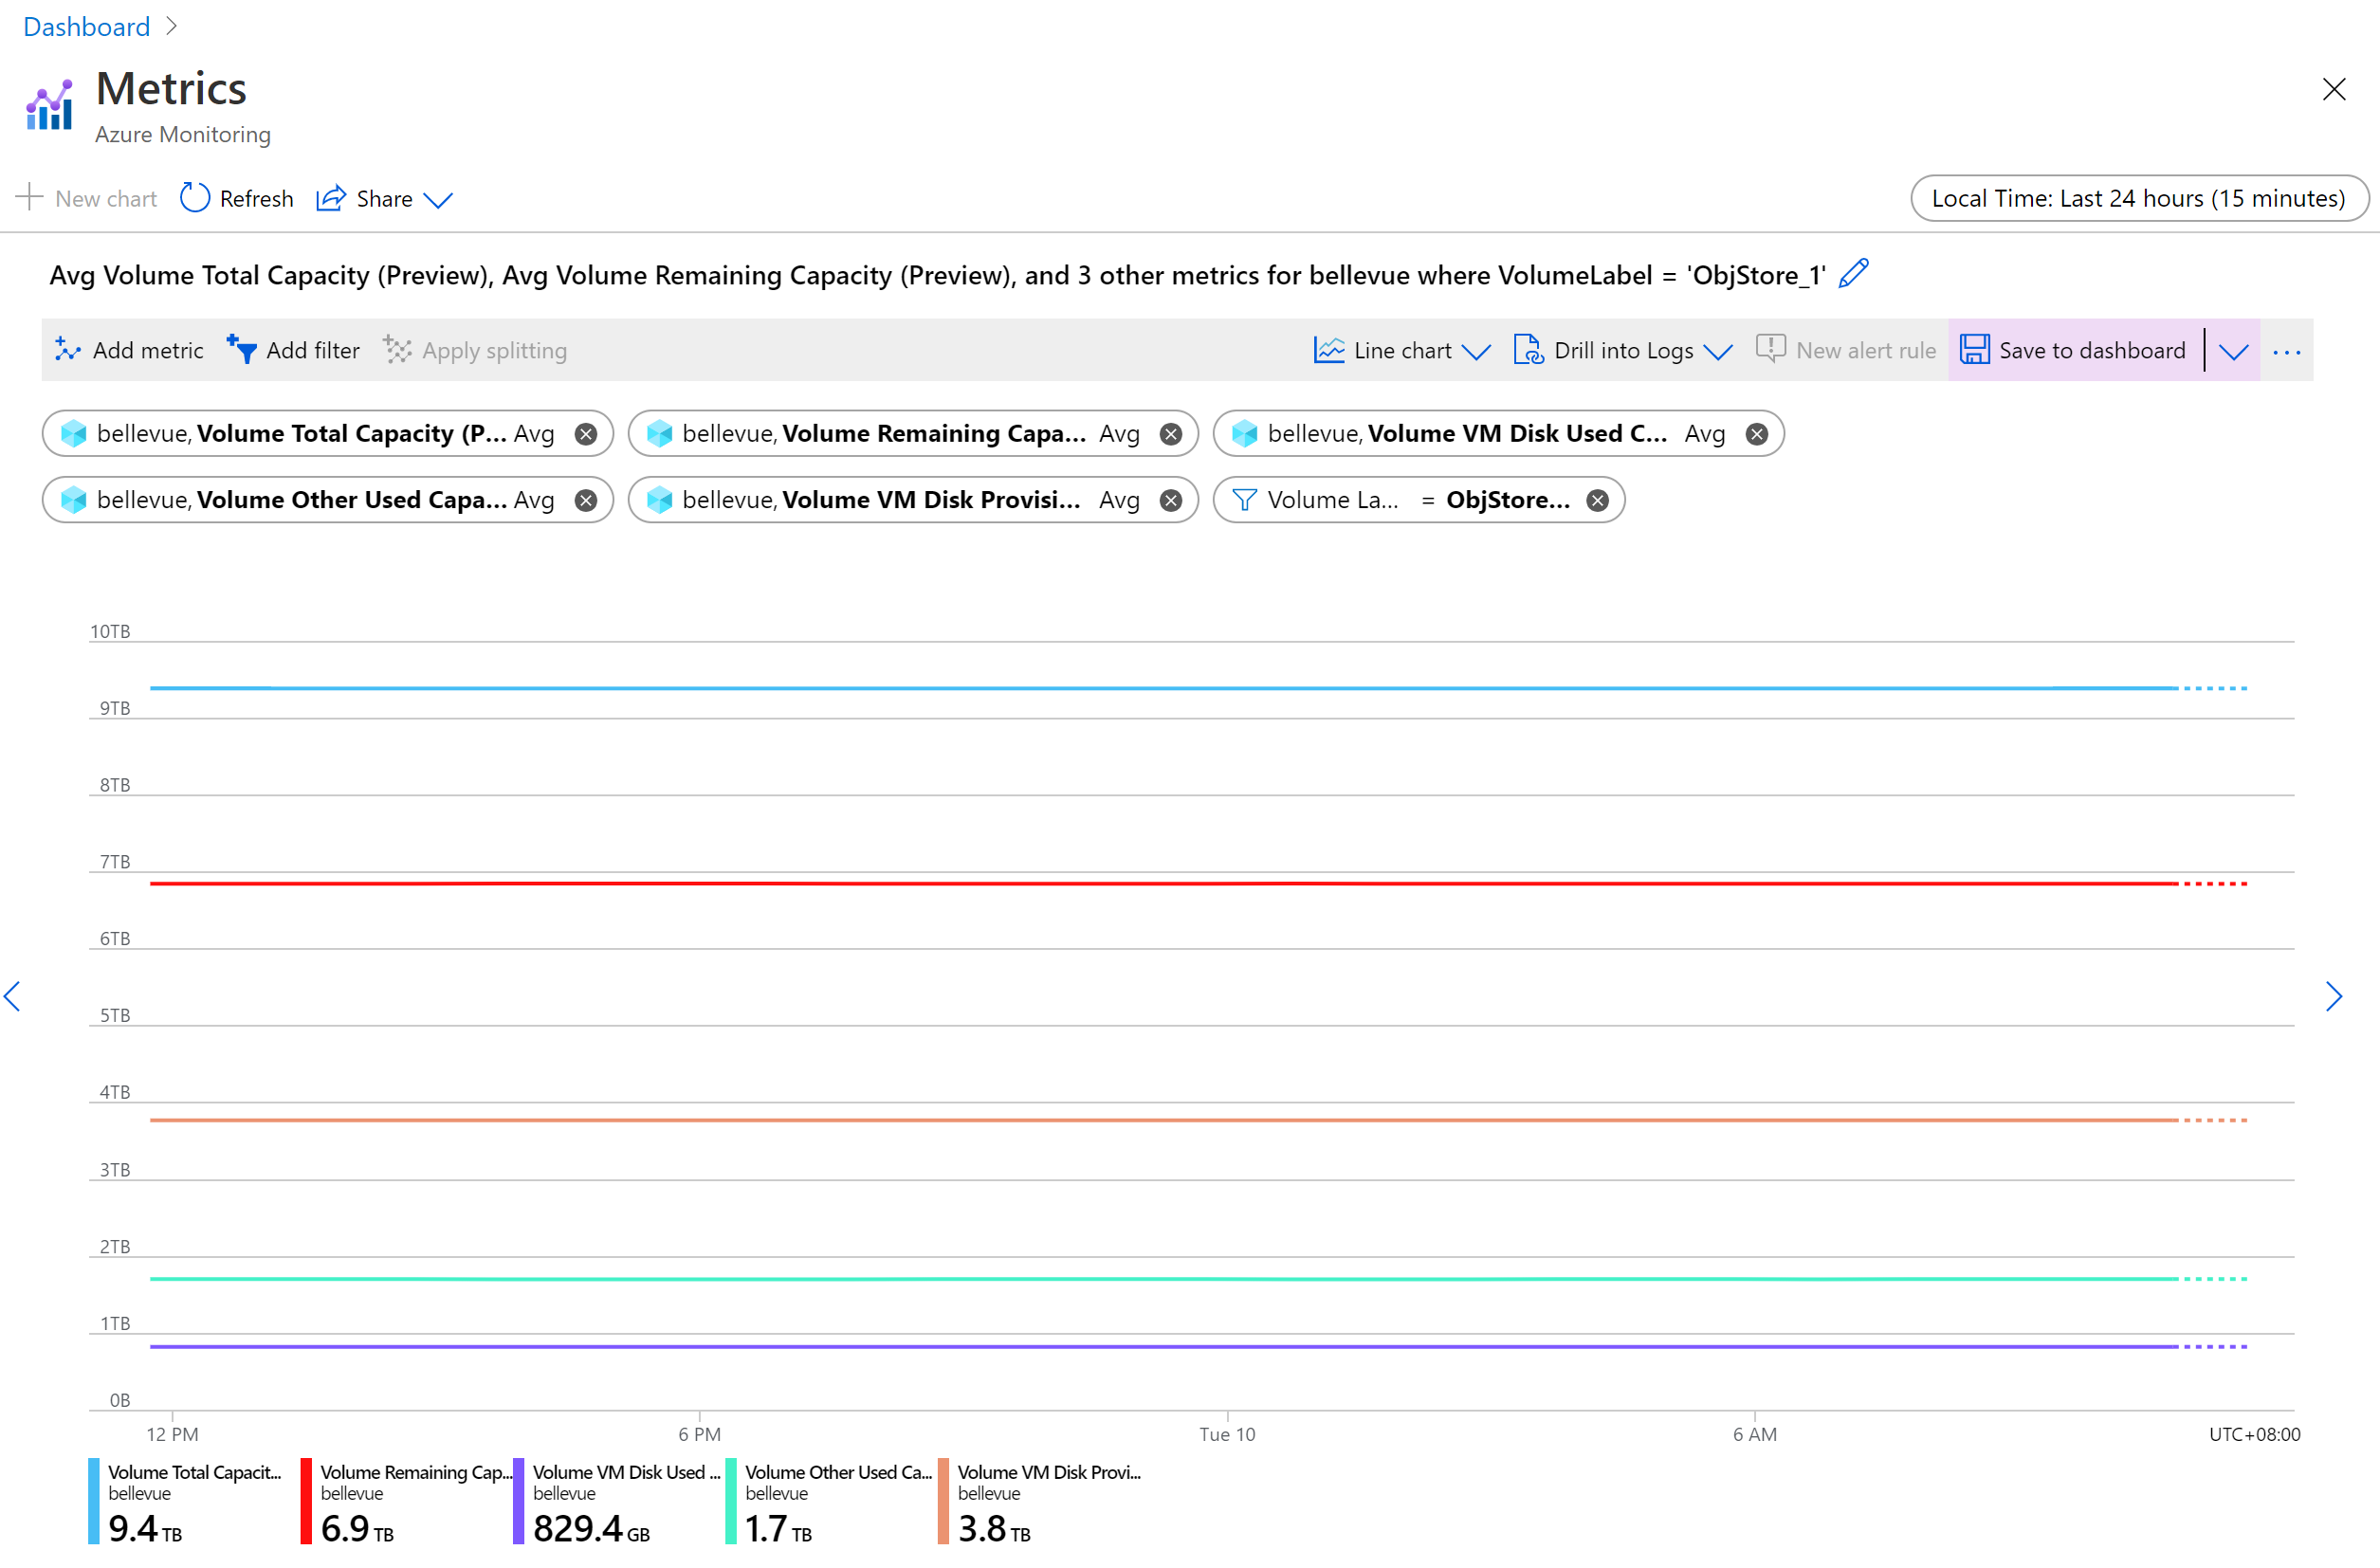 Dashboard
Metrics
Azure Monitoring
New chart Refresh Share Local Time: Last 24 hours (15 minutes)
Avg Volume Total Capacity (Preview), Avg Volume Remaining Capacity (Preview), and 3 other metrics for bellevue where VolumeLabel = 'ObjStore_1'
Add metric Add filter Apply splitting Line chart Drill into Logs New alert rule Save to dashboard ...
bellevue, Volume Total Capacity (P... Avg bellevue, Volume Remaining Capa... Avg bellevue, Volume VM Disk Used C... Avg
bellevue, Volume Other Used Capa... Avg bellevue, Volume VM Disk Provisi... Avg Volume La... = ObjStore...
10TB
9TB
8TB
7TB
6TB
5TB
4TB
3TB
2TB
1TB
0B
12 PM 6 PM Tue 10 6 AM UTC+08:00
Volume Total Capacit... Volume Remaining Cap... Volume VM Disk Used ... Volume Other Used Ca... Volume VM Disk Provi...
bellevue bellevue bellevue bellevue bellevue
9.4 TB 6.9 TB 829.4 GB 1.7 TB 3.8 TB